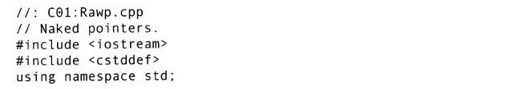 //: C01:Rawp.cpp
// Naked pointers.
#include <iostream>
#include <cstddef>
using namespace std;